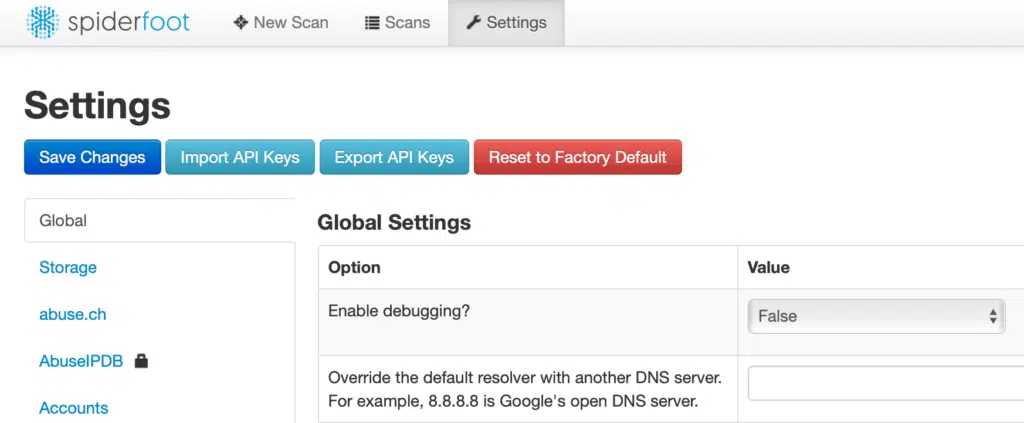 spiderfoot New Scan Scans Settings
Settings
Save Changes Import API Keys Export API Keys Reset to Factory Default
Global
Global Settings
Option Value
Storage
Enable debugging? False
abuse.ch
AbuseIPDB
Override the default resolver with another DNS server.
For example, 8.8.8.8 is Google's open DNS server.
Accounts